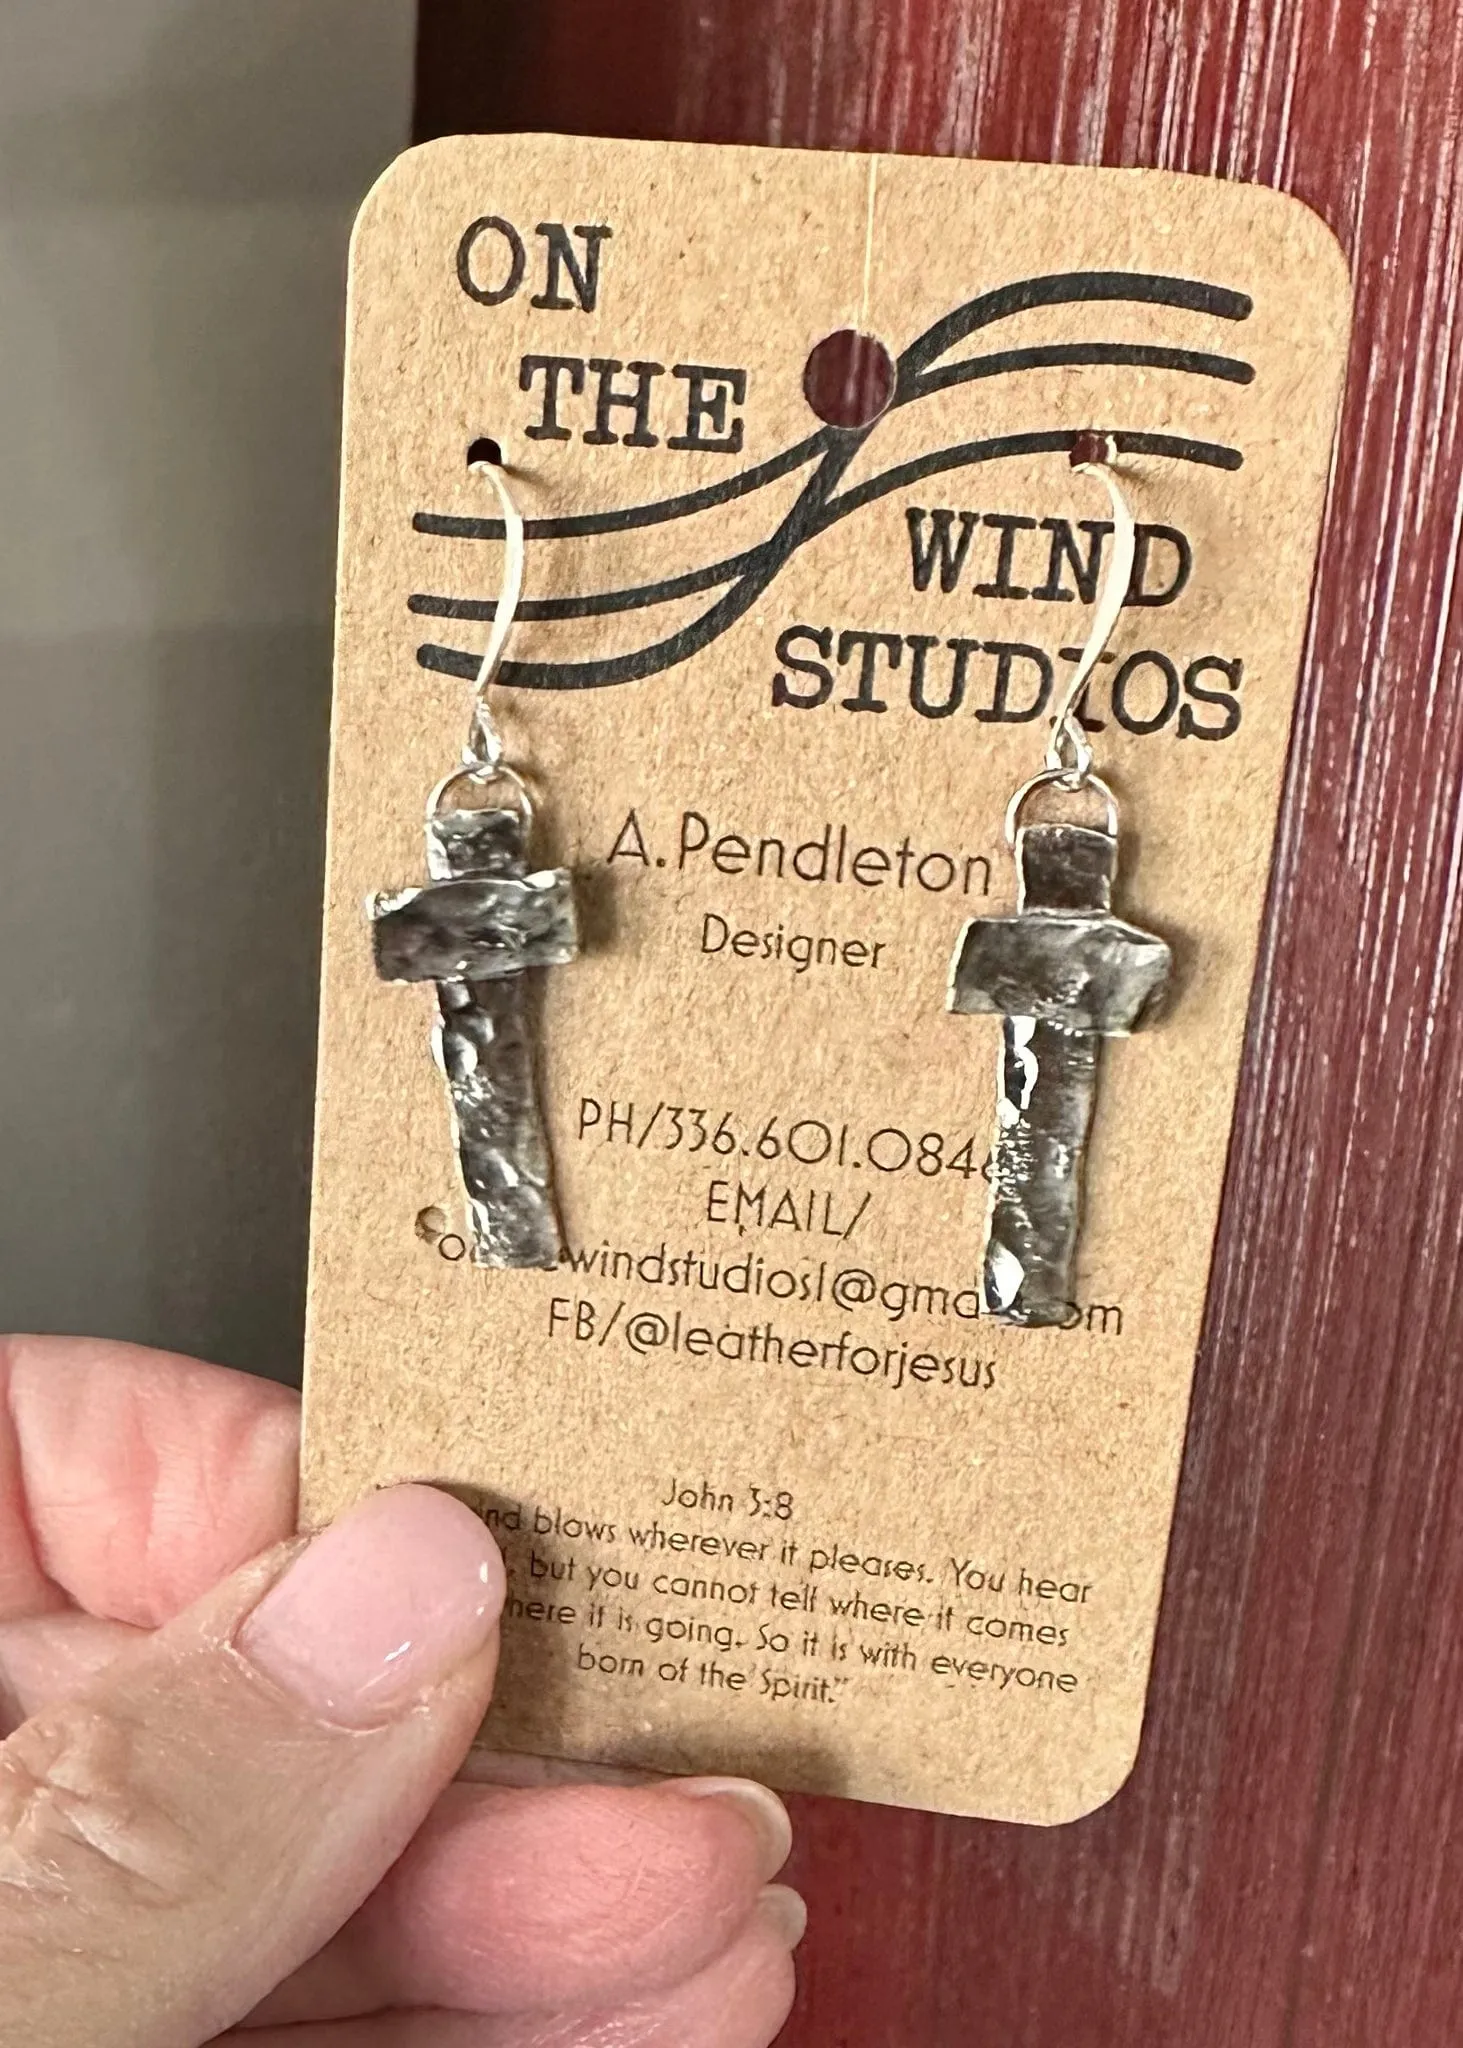 ON
THE
WIND
STUDIOS
A.Pendleton
Designer
PH/336.601.084
EMAIL/
FB/@leatherforjesus
John 3:8
blows wherever it pleases. You hear
but you cannot tell where it comes
it is going. So it is with everyone
born of the Spirit."